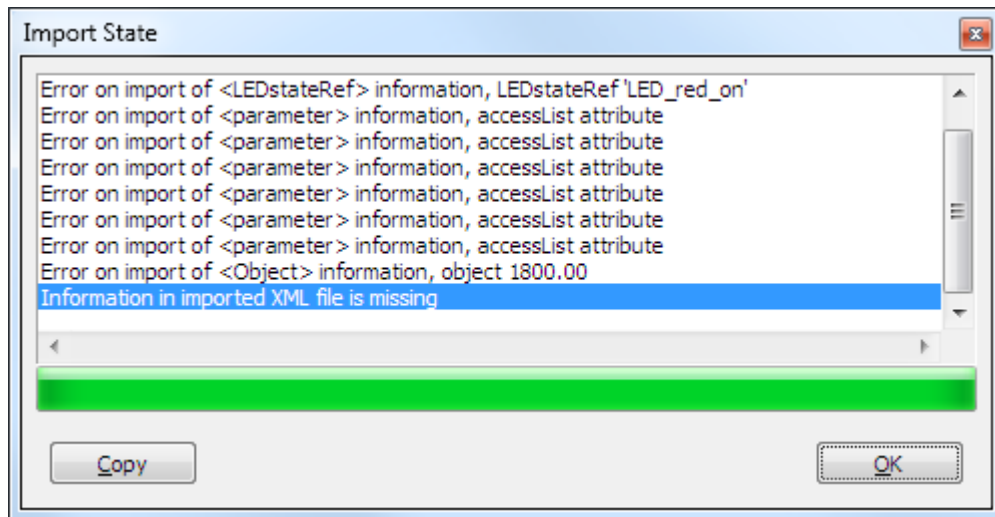 Import State
Error on import of <LEDstateRef> information, LEDstateRef 'LED_red_on'
Error on import of <parameter> information, accessList attribute
Error on import of <parameter> information, accessList attribute
Error on import of <parameter> information, accessList attribute
Error on import of <parameter> information, accessList attribute
Error on import of <parameter> information, accessList attribute
Error on import of <parameter> information, accessList attribute
Error on import of <Object> information, object 1800.00
Information in imported XML file is missing
Copy
OK